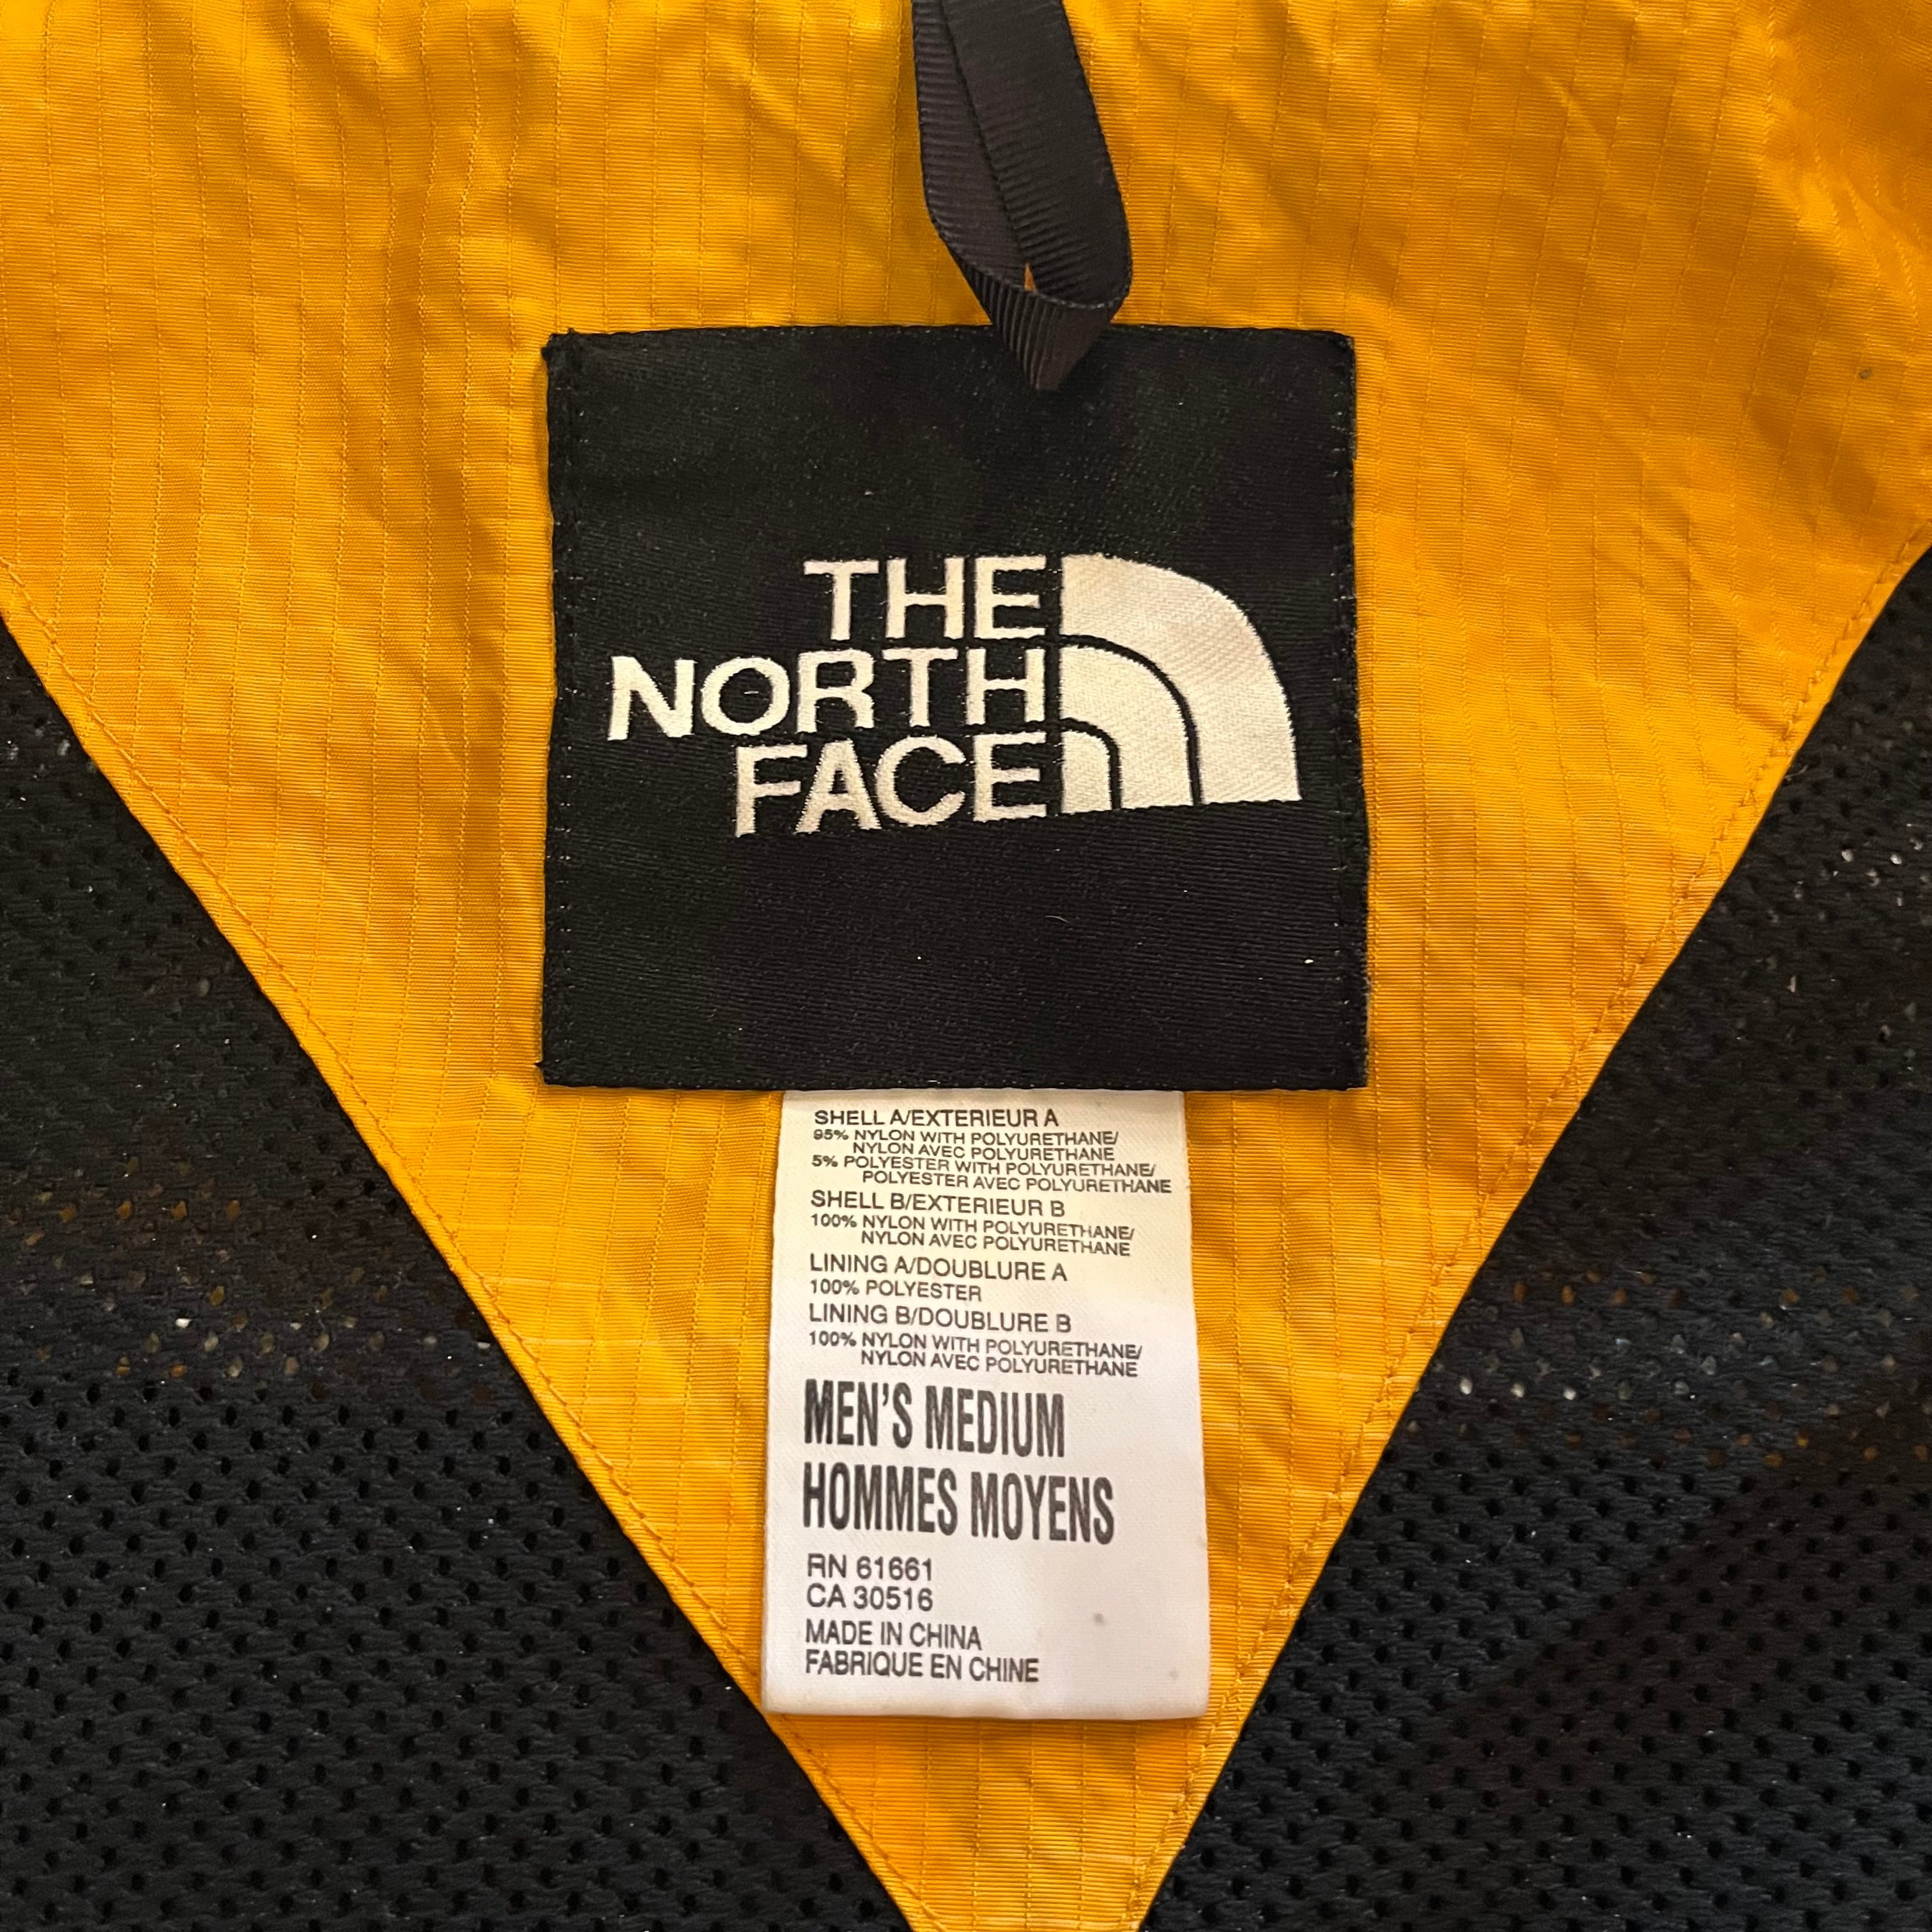 THE
NORTH
FACE
SHELL A/EXTERIEUR A
95% NYLON WITH POLYURETHANE/
NYLON AVEC POLYURETHANE
5% POLYESTER WITH POLYURETHANE/
POLYESTER AVEC POLYURETHANE
SHELL B/EXTERIEUR B
100% NYLON WITH POLYURETHANE/
NYLON AVEC POLYURETHANE
LINING A/DOUBLURE A
100% POLYESTER
LINING B/DOUBLURE B
100% NYLON WITH POLYURETHANE/
NYLON AVEC POLYURETHANE
MEN'S MEDIUM
HOMMES MOYENS
RN 61661
CA 30516
MADE IN CHINA
FABRIQUE EN CHINE